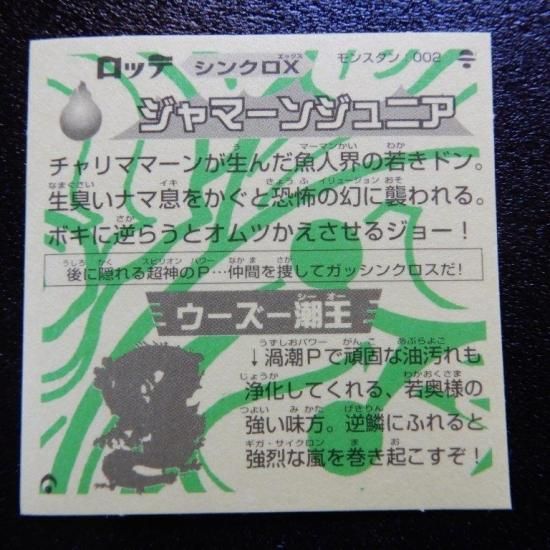 ロッテ シンクロX モンスタン 002
ジャマーンジュニア
チャリママーンが生んだ魚人界の若きドン。
生臭いナマ息をかぐと恐怖の幻に襲われる。
ボキに逆らうとオムツかえさせるジョー!
後に隠れる超神のP…仲間を捜してガッシンクロスだ!
ウーズー潮王
↓渦潮Pで頑固な油汚れも
浄化してくれる、若奥様の
強い味方。逆鱗にふれると
強烈な嵐を巻き起こすぞ!